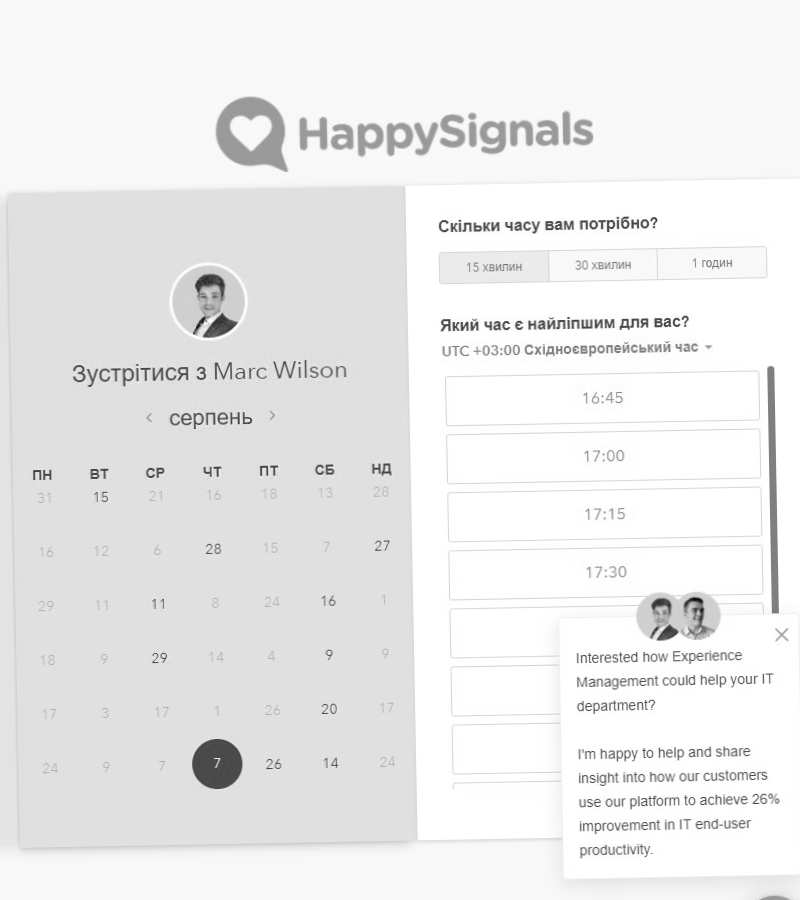 HappySignals
Зустрітися з Marc Wilson
серпень
ПН ВТ СР ЧТ ПТ СБ НД
31 15 21 16 18 13 28
16 12 6 28 15 7 27
29 11 11 8 24 16 1
18 9 29 14 4 9 9
17 3 17 1 26 20 17
24 9 7 7 26 14 24
Скільки часу вам потрібно?
15 хвилин 30 хвилин 1 годин
Який час є найліпшим для вас?
UTC +03:00 Східноєвропейський час
16:45
17:00
17:15
17:30
Interested how Experience
Management could help your IT
department?
I'm happy to help and share
insight into how our customers
use our platform to achieve 26%
improvement in IT end-user
productivity.